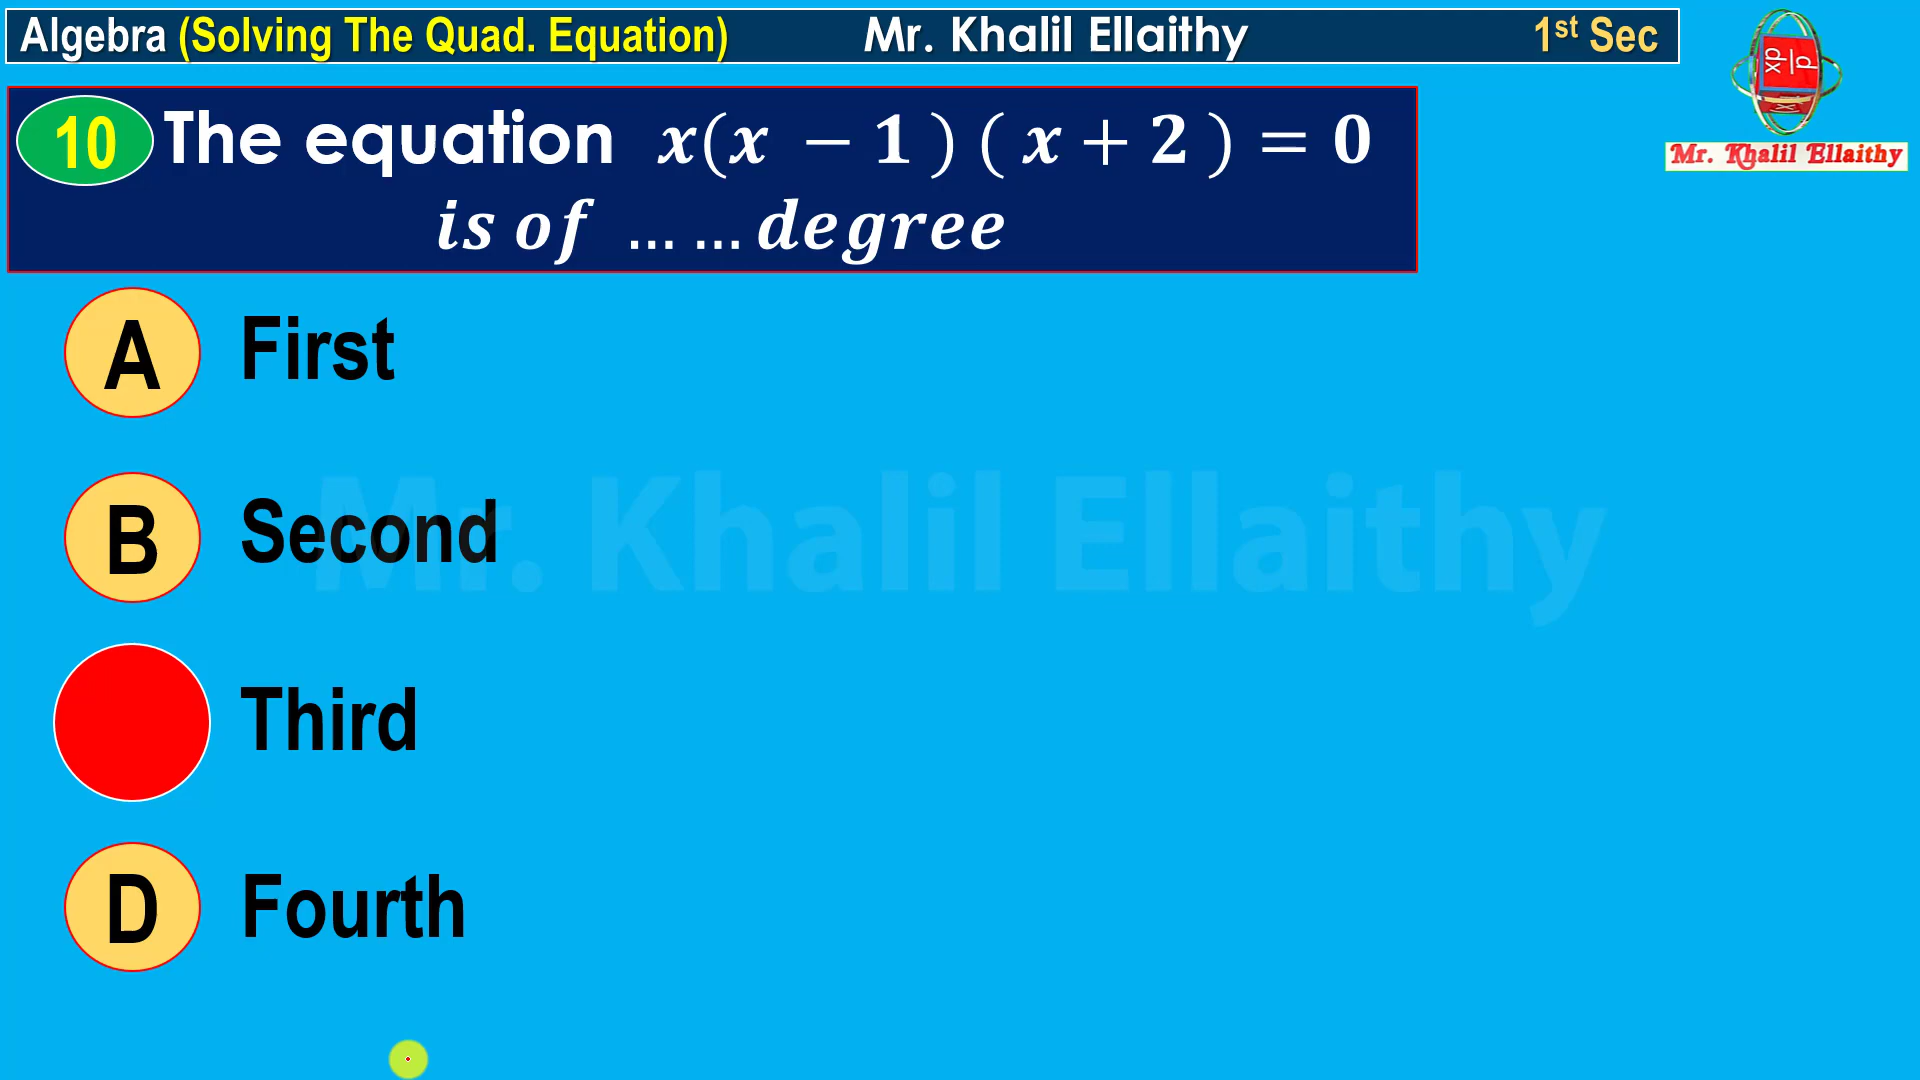 Algebra (Solving The Quad. Equation) Mr. Khalil Ellaithy 1st Sec
d/dx
Mr. Khalil Ellaithy
10 The equation x(x − 1)(x + 2) = 0
is of ... ... degree
A First
B Second
Third
D Fourth
Mr. Khalil Ellaithy